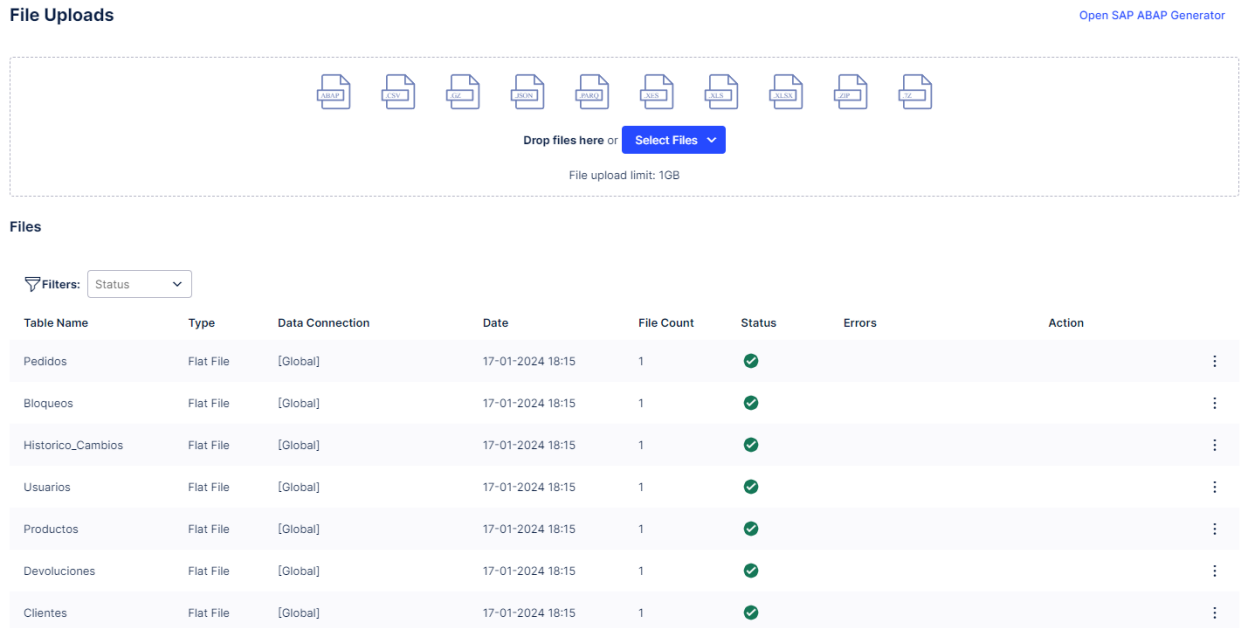 File Uploads
Open SAP ABAP Generator
ABAP .CSV .GZ .JSON .PARQ .XES .XLS .XLSX .ZIP .7Z
Drop files here or Select Files
File upload limit: 1GB
Files
Filters: Status
Table Name Type Data Connection Date File Count Status Errors Action
Pedidos Flat File [Global] 17-01-2024 18:15 1
Bloqueos Flat File [Global] 17-01-2024 18:15 1
Historico_Cambios Flat File [Global] 17-01-2024 18:15 1
Usuarios Flat File [Global] 17-01-2024 18:15 1
Productos Flat File [Global] 17-01-2024 18:15 1
Devoluciones Flat File [Global] 17-01-2024 18:15 1
Clientes Flat File [Global] 17-01-2024 18:15 1